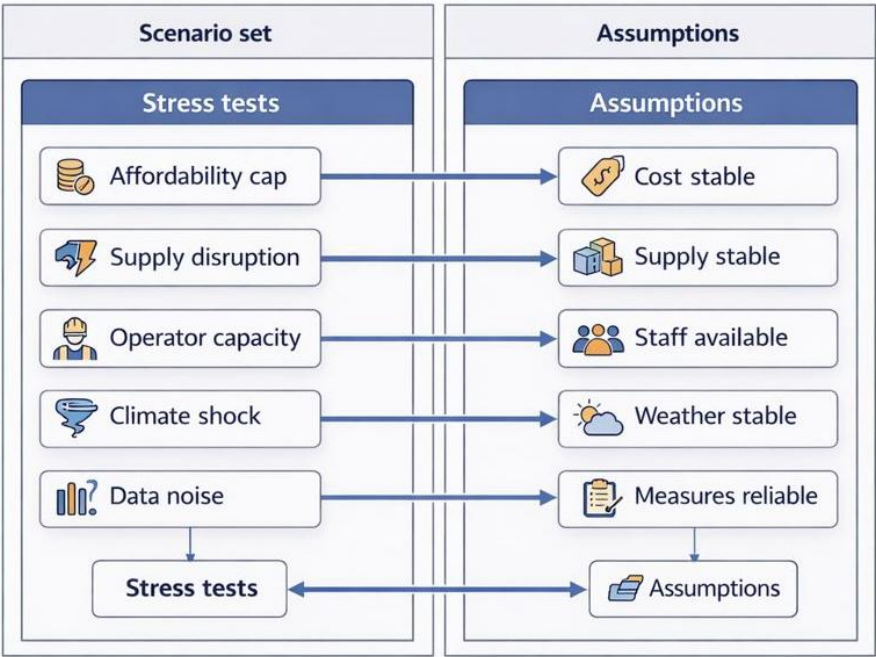 Scenario set
Assumptions
Stress tests
Assumptions
Affordability cap
Cost stable
Supply disruption
Supply stable
Operator capacity
Staff available
Climate shock
Weather stable
Data noise
Measures reliable
Stress tests
Assumptions